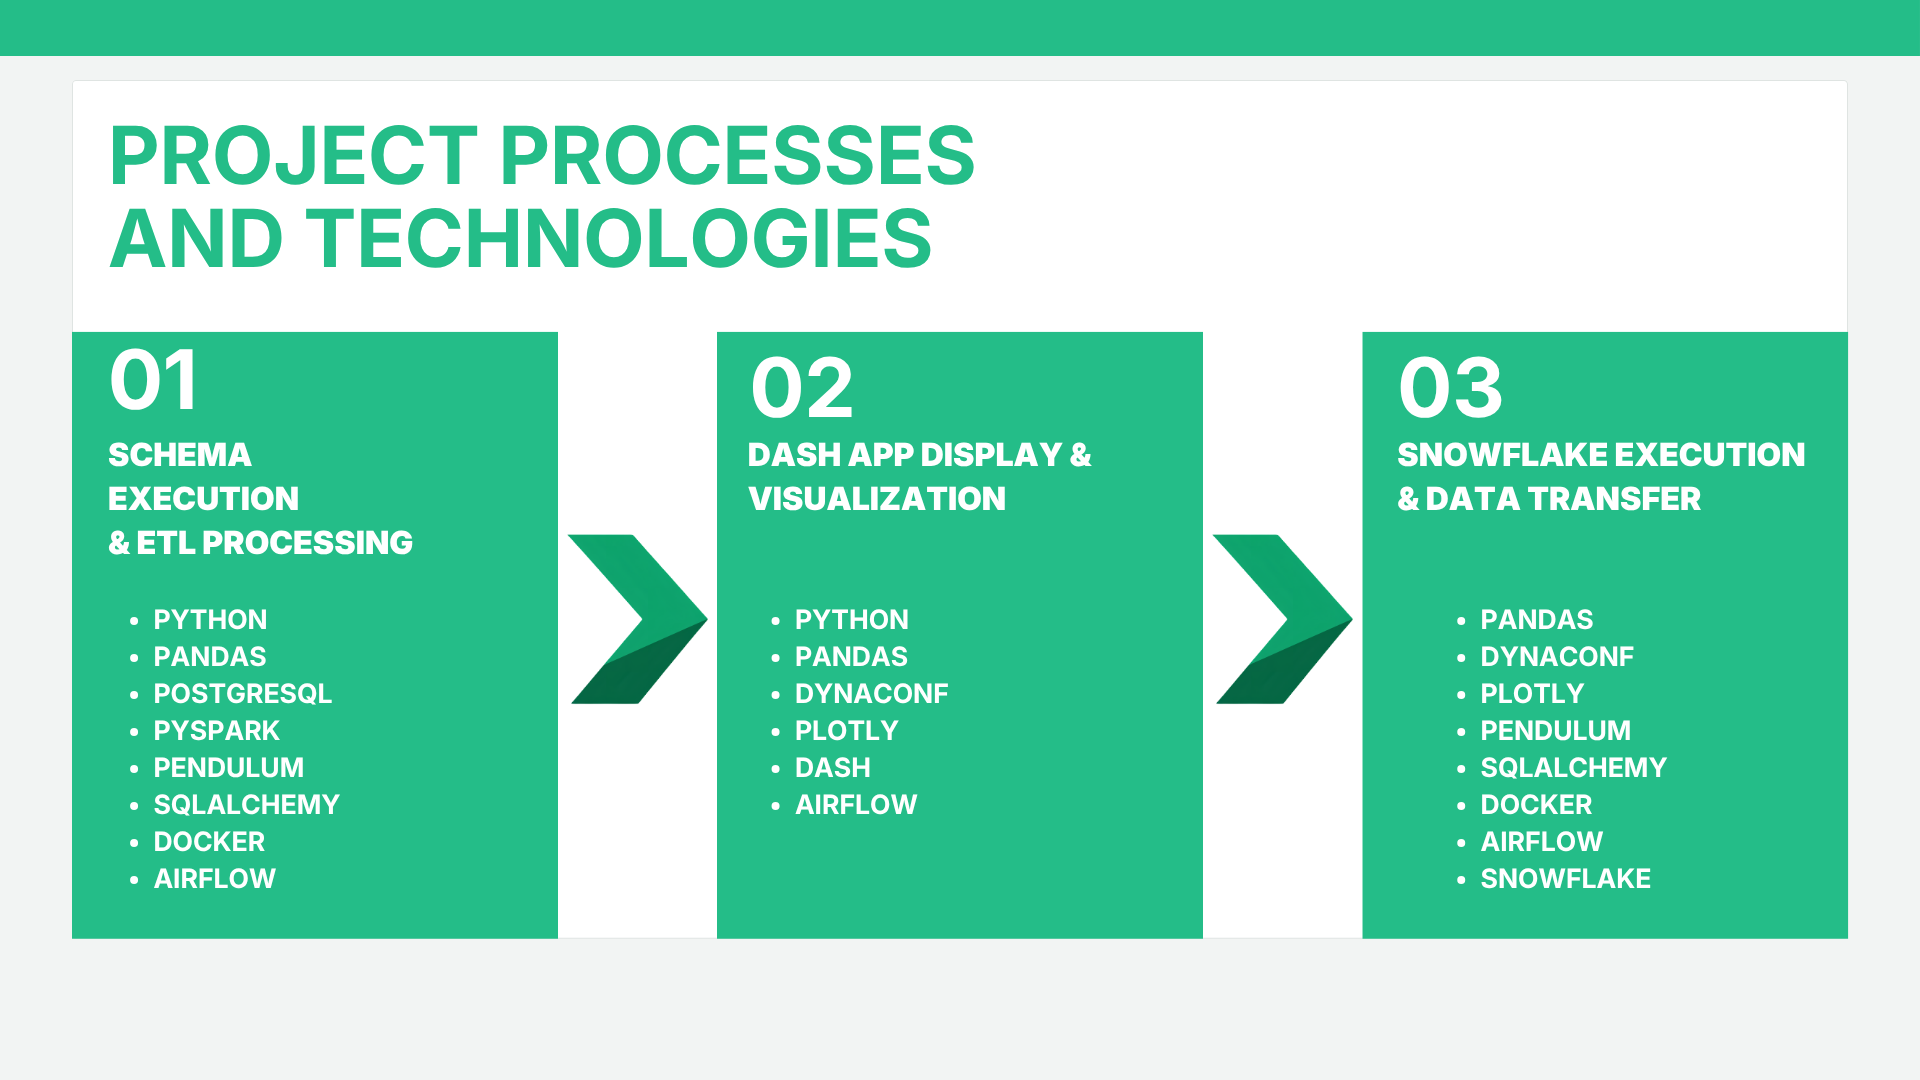 PROJECT PROCESSES
AND TECHNOLOGIES
01
SCHEMA
EXECUTION
& ETL PROCESSING
• PYTHON
• PANDAS
• POSTGRESQL
• PYSPARK
• PENDULUM
• SQLALCHEMY
• DOCKER
• AIRFLOW
02
DASH APP DISPLAY &
VISUALIZATION
• PYTHON
• PANDAS
• DYNACONF
• PLOTLY
• DASH
• AIRFLOW
03
SNOWFLAKE EXECUTION
& DATA TRANSFER
• PANDAS
• DYNACONF
• PLOTLY
• PENDULUM
• SQLALCHEMY
• DOCKER
• AIRFLOW
• SNOWFLAKE